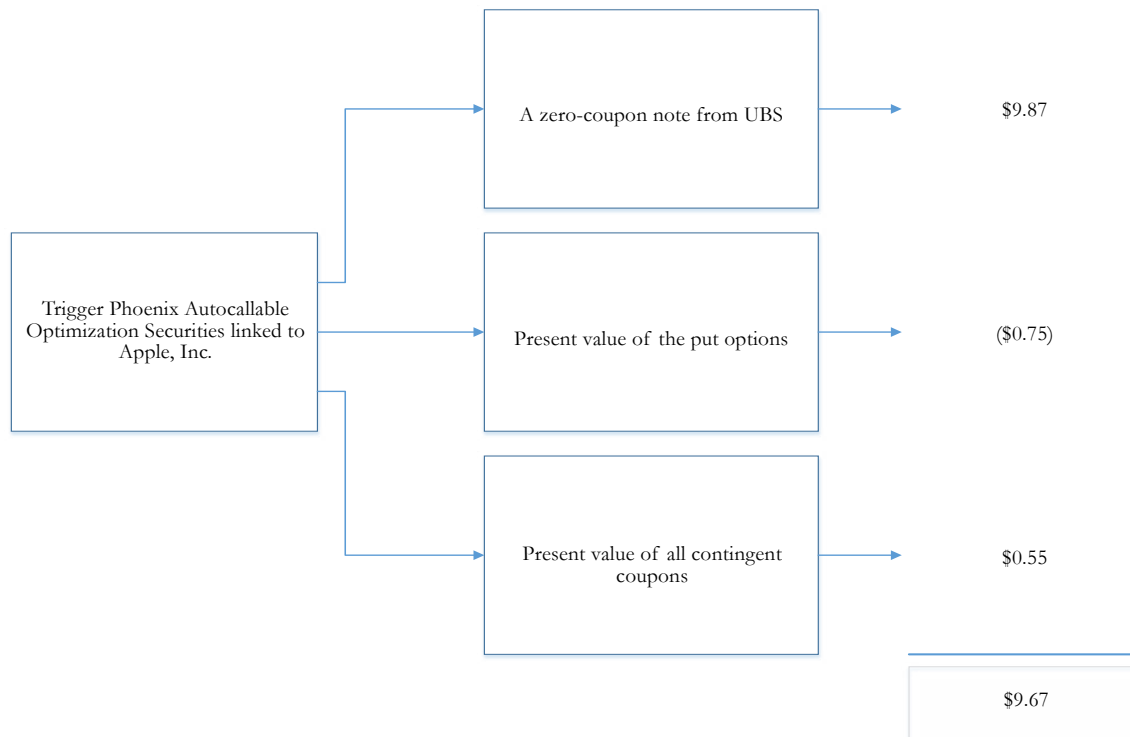 A zero-coupon note from UBS
$9.87
Trigger Phoenix Autocallable
Optimization Securities linked to
Apple, Inc.
Present value of the put options
($0.75)
Present value of all contingent
coupons
$0.55
$9.67